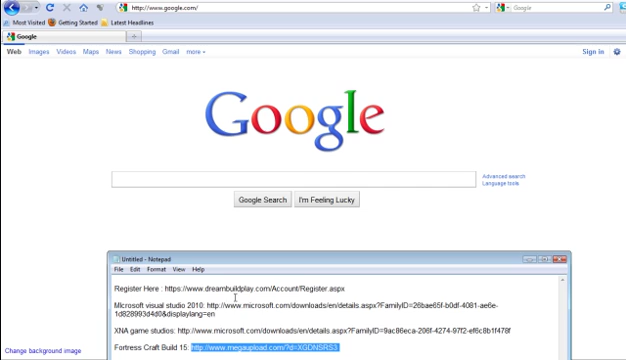 http://www.google.com/
Google
Most Visited Getting Started Latest Headlines
Google
Web Images Videos Maps News Shopping Gmail more
Sign in
Google
Advanced search
Language tools
Google Search I'm Feeling Lucky
Untitled - Notepad
File Edit Format View Help
Register Here : https://www.dreambuildplay.com/Account/Register.aspx
MIcrosoft visual studio 2010: http://www.microsoft.com/downloads/en/details.aspx?FamilyID=26bae65f-b0df-4081-ae6e-
1d828993d4d0&displaylang=en
XNA game studios: http://www.microsoft.com/downloads/en/details.aspx?FamilyID=9ac86eca-206f-4274-97f2-ef6c8b1f478f
Fortress Craft Build 15: http://www.megaupload.com/?d=XGDNSRS3
Change background image